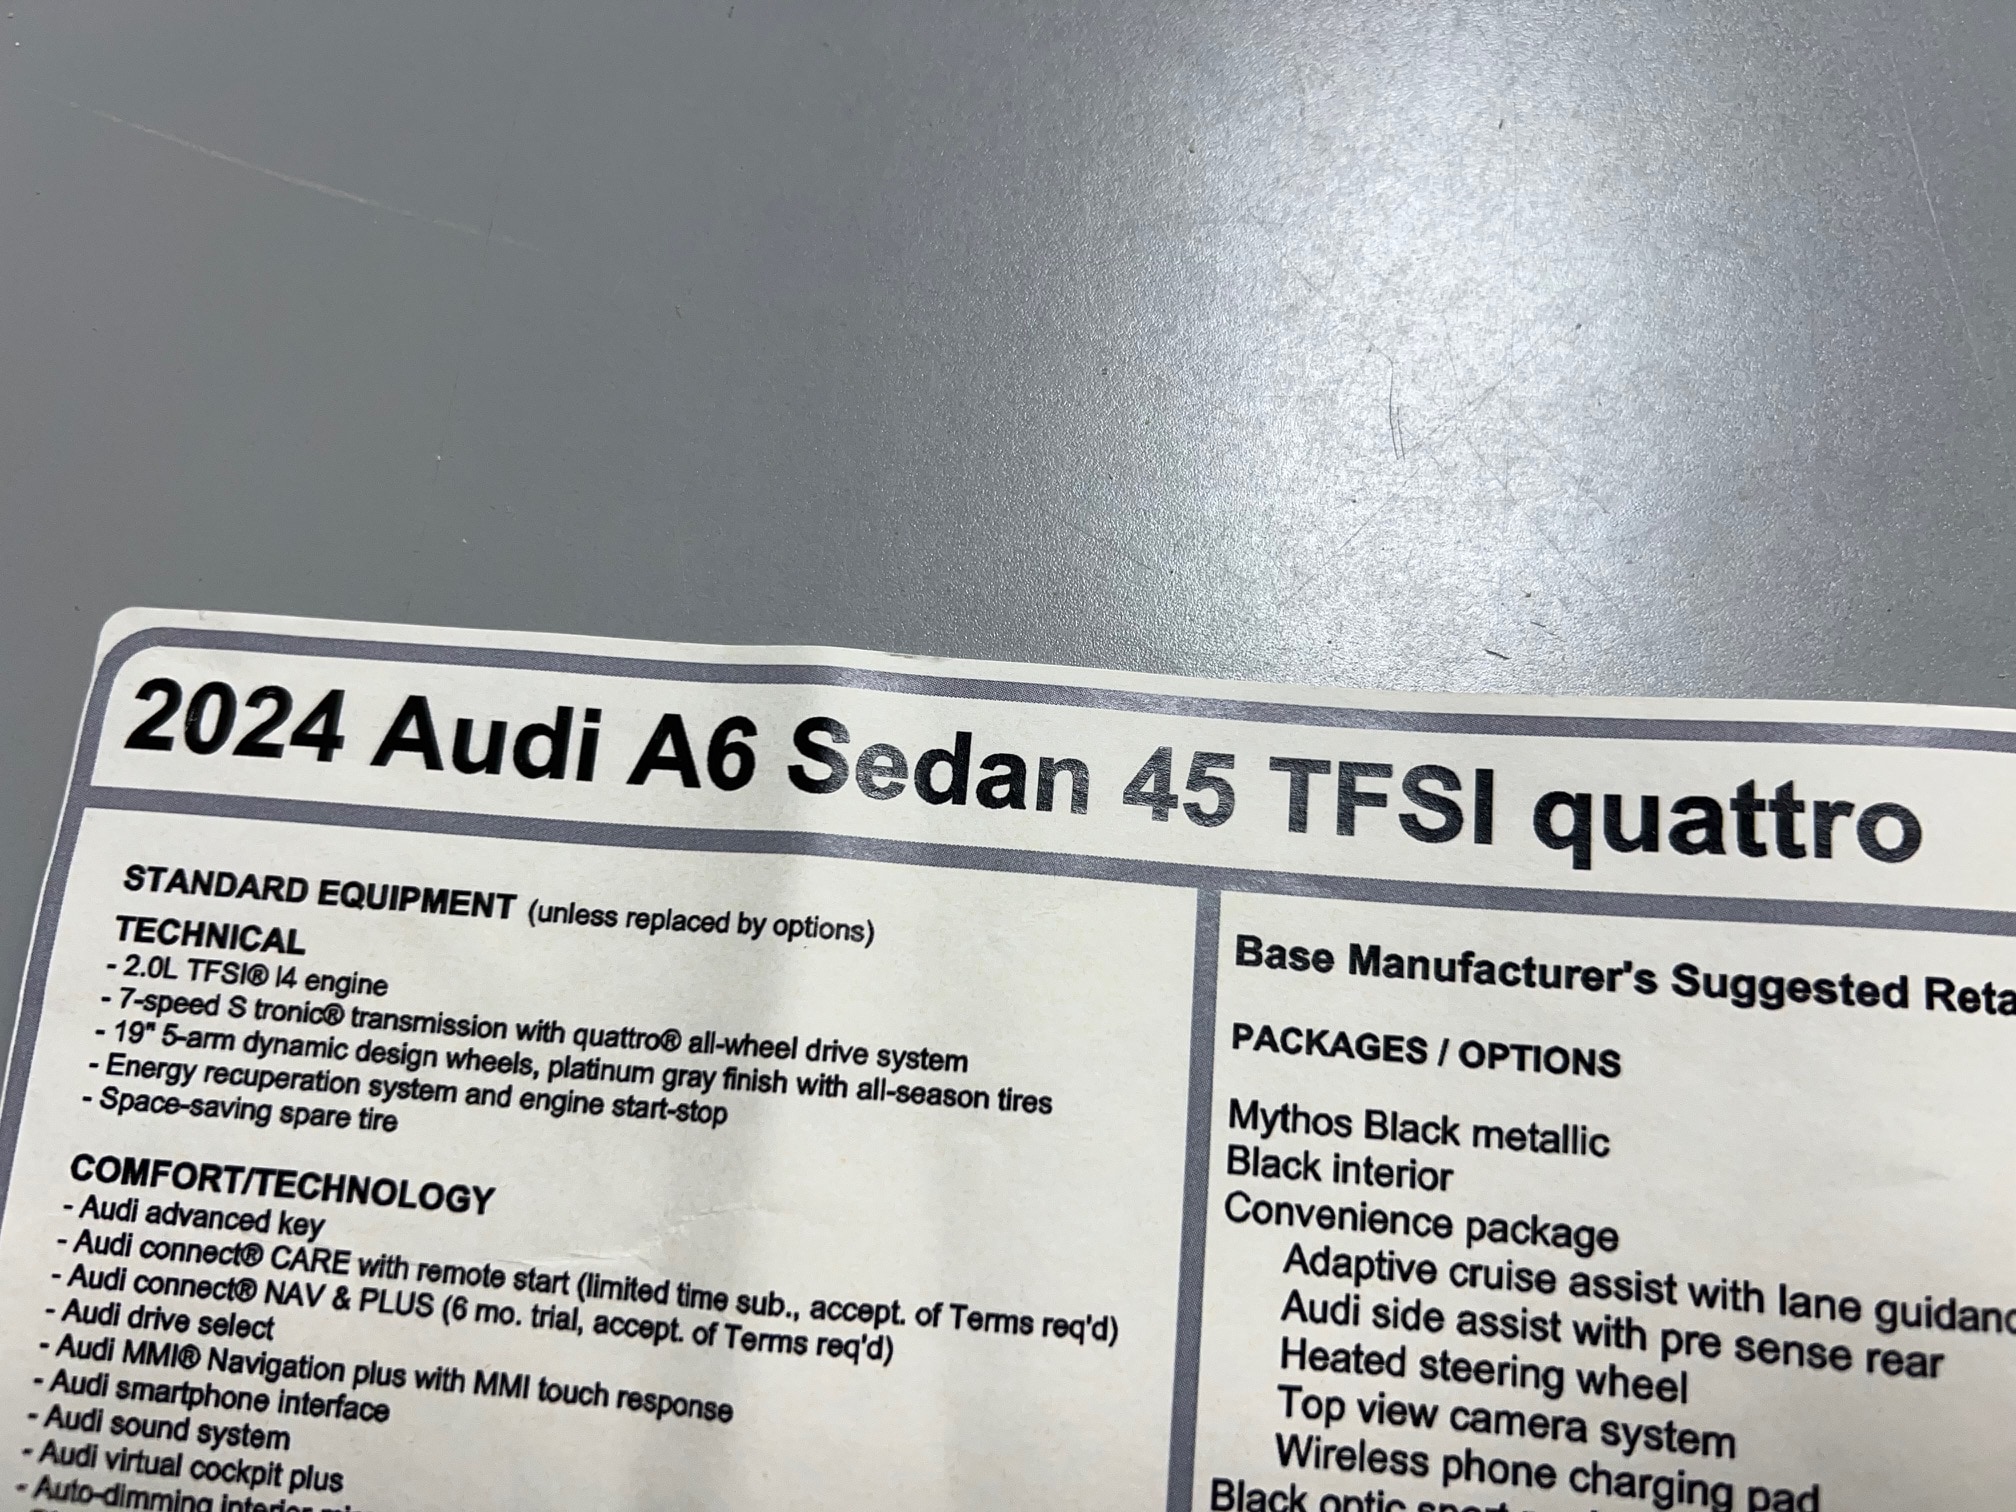 2024 Audi A6 Sedan 45 TFSI quattro
STANDARD EQUIPMENT (unless replaced by options)
TECHNICAL
- 2.0L TFSI® I4 engine
- 7-speed S tronic® transmission with quattro® all-wheel drive system
- 19" 5-arm dynamic design wheels, platinum gray finish with all-season tires
- Energy recuperation system and engine start-stop
- Space-saving spare tire
COMFORT/TECHNOLOGY
- Audi advanced key
- Audi connect® CARE with remote start (limited time sub., accept. of Terms req'd)
- Audi connect® NAV & PLUS (6 mo. trial, accept. of Terms req'd)
- Audi drive select
- Audi MMI® Navigation plus with MMI touch response
- Audi smartphone interface
- Audi sound system
- Audi virtual cockpit plus
- Auto-dimming interior
Base Manufacturer's Suggested
PACKAGES / OPTIONS
Mythos Black metallic
Black interior
Convenience package
Adaptive cruise assist with lane
Audi side assist with pre sense rear
Heated steering wheel
Top view camera system
Wireless phone charging pad
Black optic